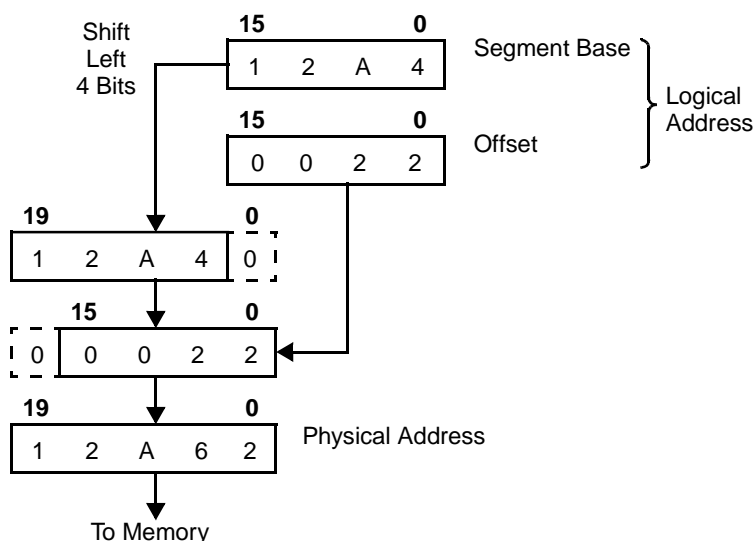 Shift
Left
4 Bits
15 0
1 2 A 4
Segment Base
15 0
0 0 2 2
Offset
Logical
Address
19 0
1 2 A 4 0
15 0
0 0 0 2 2
19 0
1 2 A 6 2
Physical Address
To Memory